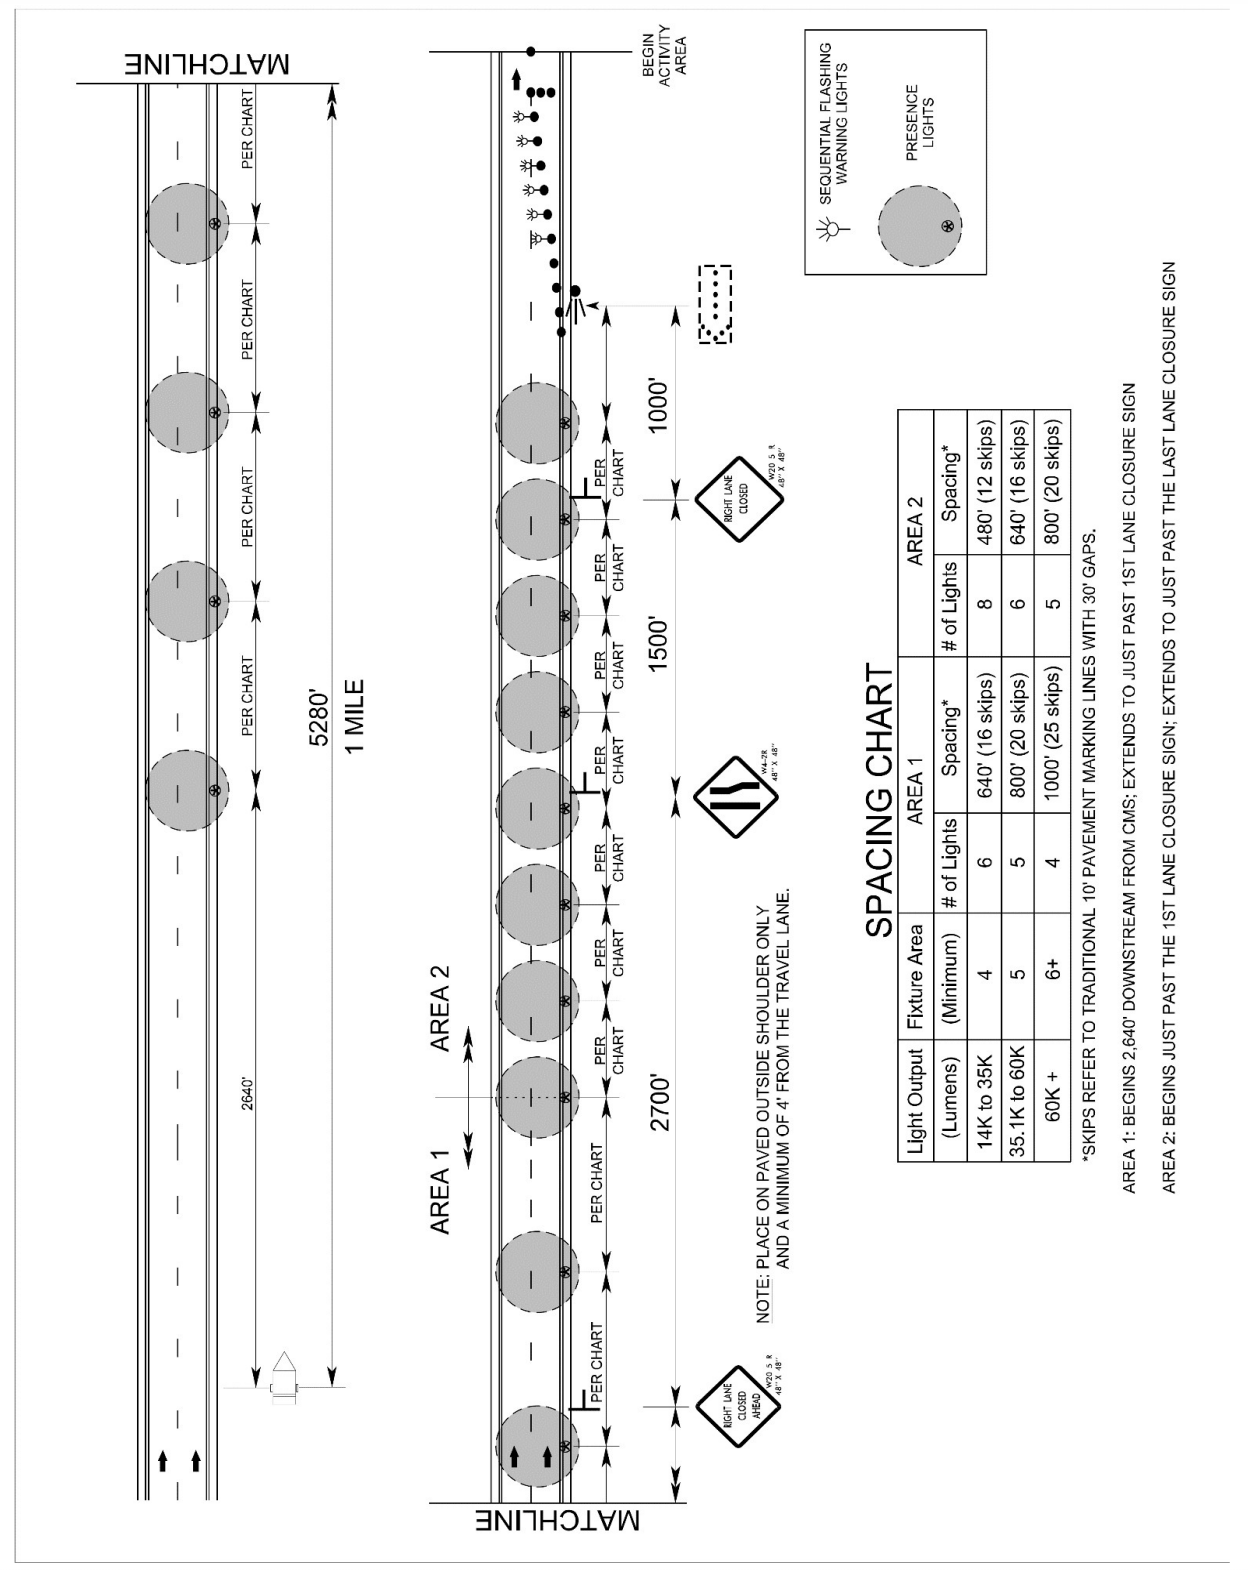 MATCHLINE
PER CHART
PER CHART
PER CHART
PER CHART
2640'
5280'
1 MILE
MATCHLINE
AREA 1
AREA 2
PER CHART
PER CHART
PER
CHART
PER
CHART
PER
CHART
PER
CHART
PER
CHART
PER
CHART
PER
CHART
2700'
1500'
1000'
BEGIN
ACTIVITY
AREA
RIGHT LANE
CLOSED
AHEAD
W20 5 R
48" X 48"
W4-2R
48" X 48"
RIGHT LANE
CLOSED
W20 5 R
48" X 48"
NOTE: PLACE ON PAVED OUTSIDE SHOULDER ONLY
AND A MINIMUM OF 4' FROM THE TRAVEL LANE.
SEQUENTIAL FLASHING
WARNING LIGHTS
PRESENCE
LIGHTS
SPACING CHART
Light Output Fixture Area AREA 1 AREA 2
(Lumens) (Minimum) # of Lights Spacing* # of Lights Spacing*
14K to 35K 4 6 640' (16 skips) 8 480' (12 skips)
35.1K to 60K 5 5 800' (20 skips) 6 640' (16 skips)
60K + 6+ 4 1000' (25 skips) 5 800' (20 skips)
*SKIPS REFER TO TRADITIONAL 10' PAVEMENT MARKING LINES WITH 30' GAPS.
AREA 1: BEGINS 2,640' DOWNSTREAM FROM CMS; EXTENDS TO JUST PAST 1ST LANE CLOSURE SIGN
AREA 2: BEGINS JUST PAST THE 1ST LANE CLOSURE SIGN; EXTENDS TO JUST PAST THE LAST LANE CLOSURE SIGN